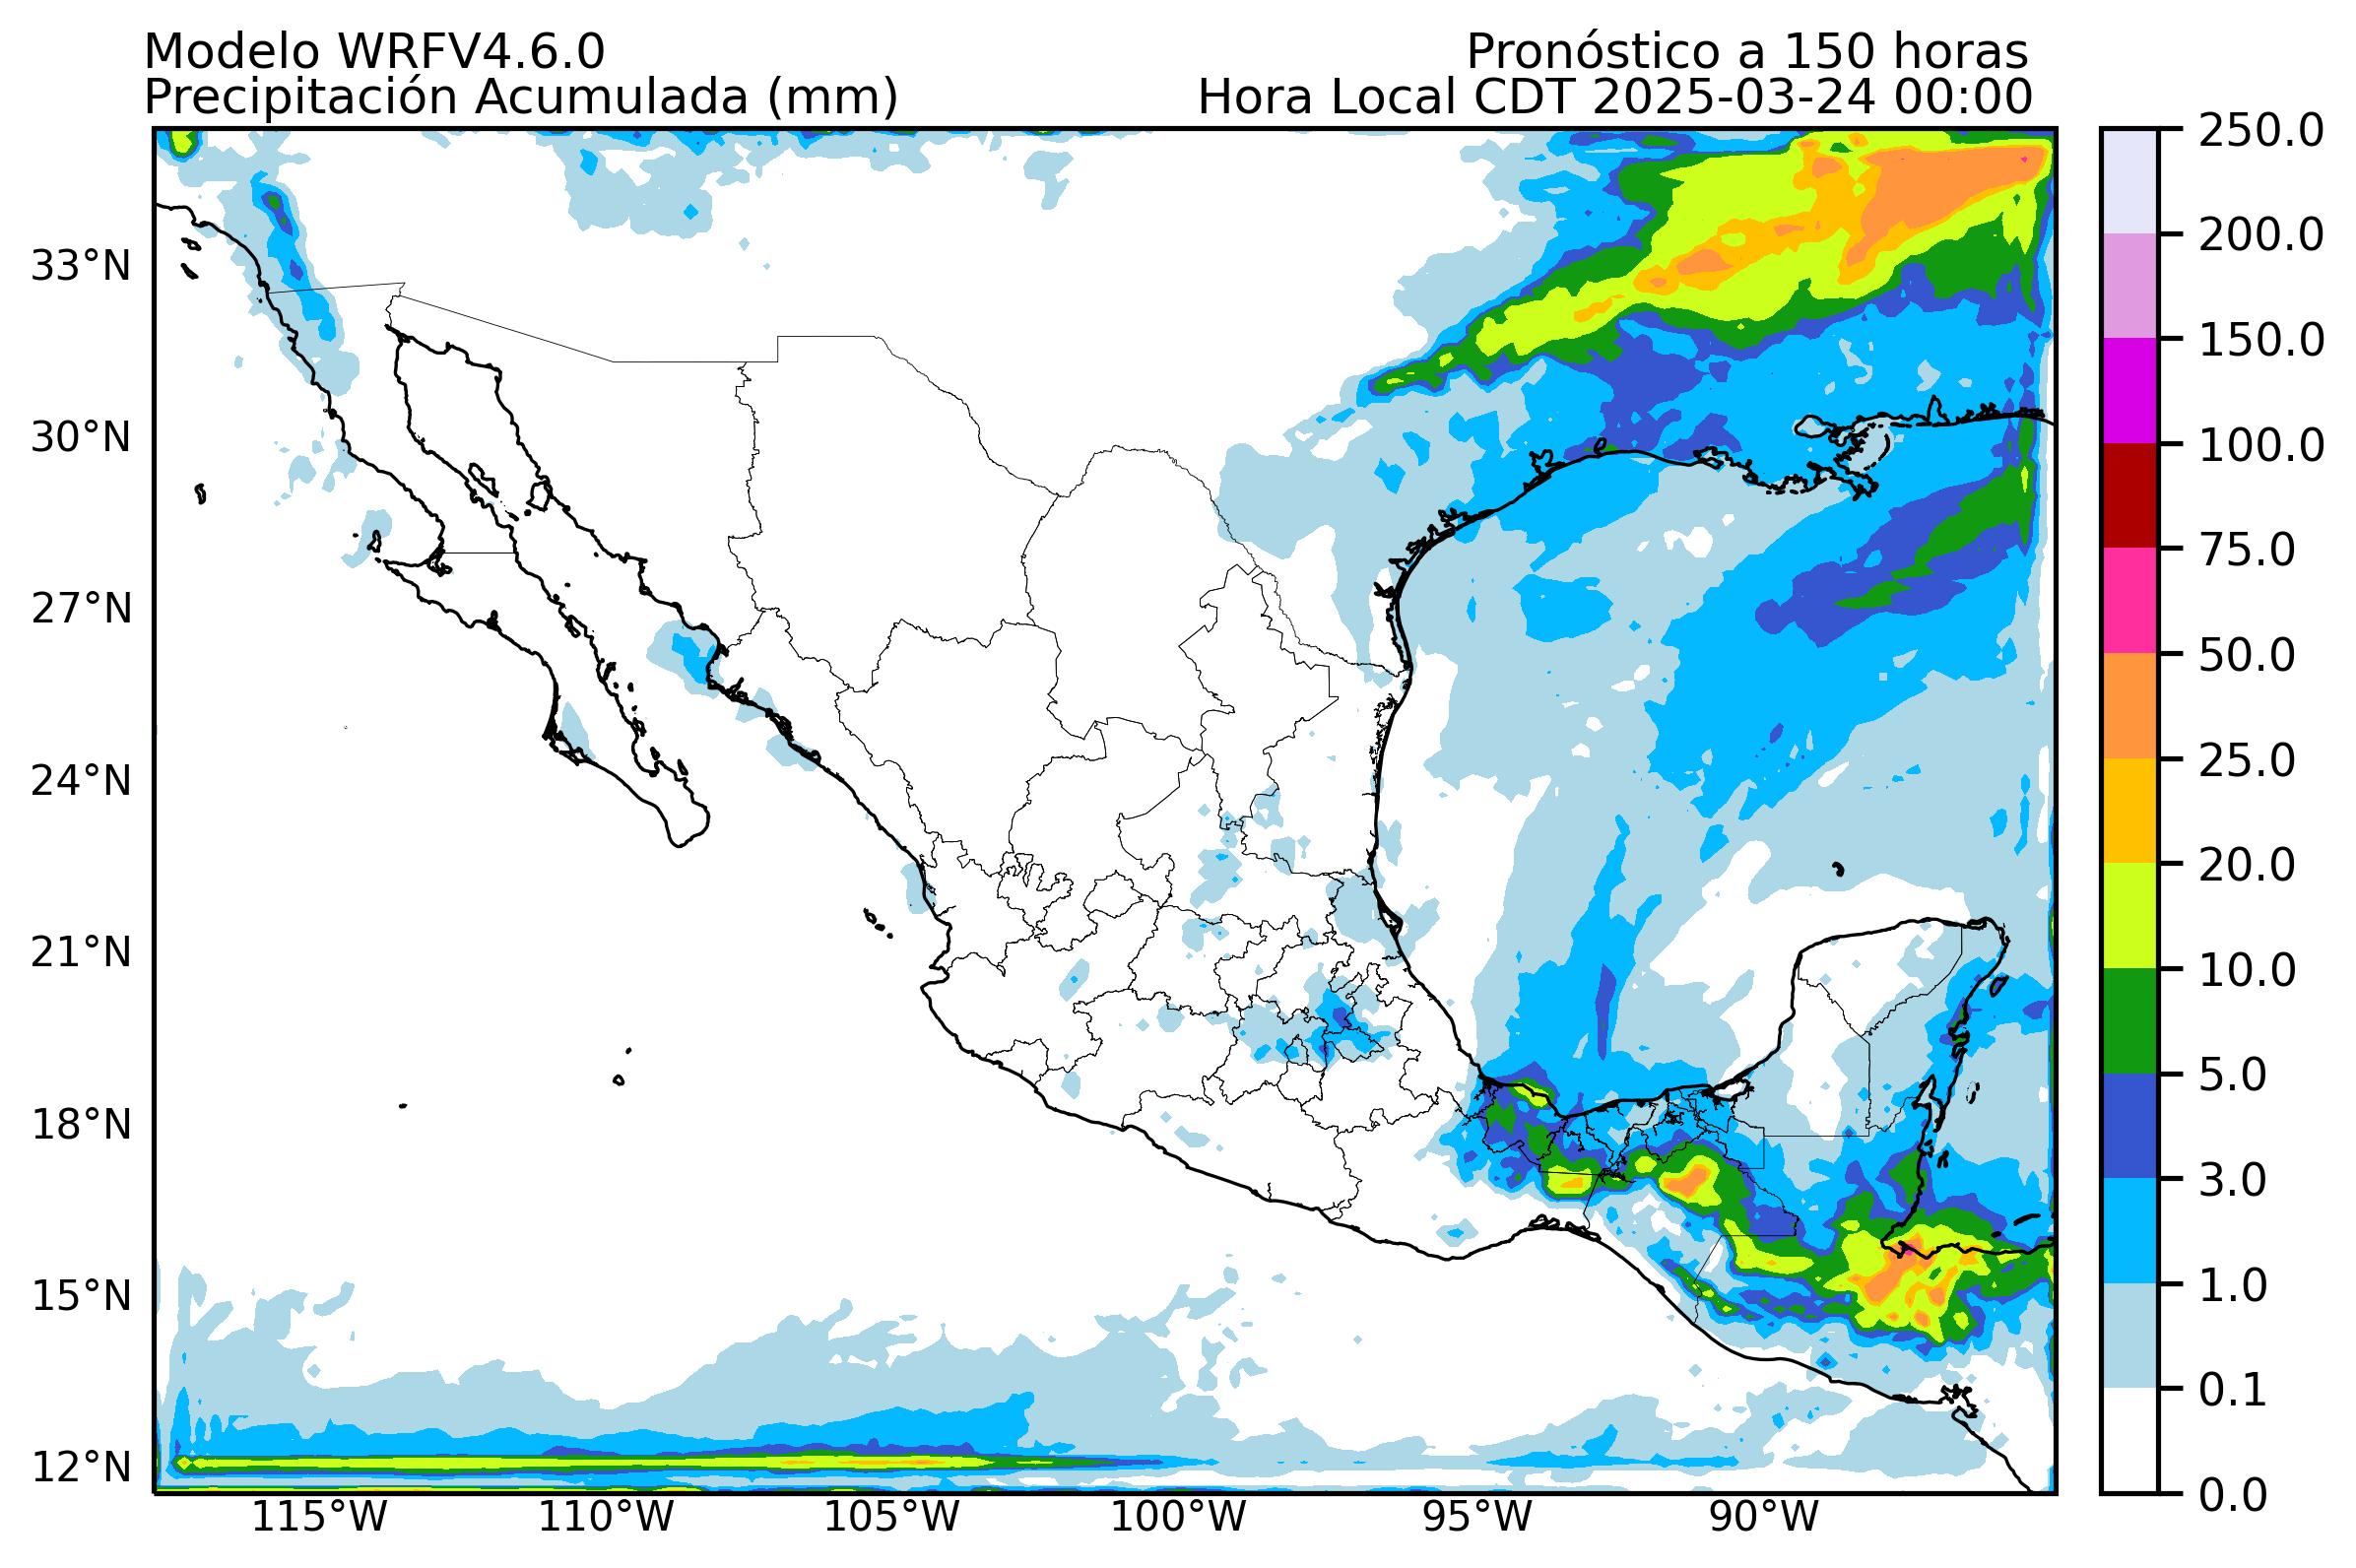 Modelo WRFV4.6.0
Pronóstico a 150 horas
Precipitación Acumulada (mm)
Hora Local CDT 2025-03-24 00:00
33°N
30°N
27°N
24°N
21°N
18°N
15°N
12°N
115°W
110°W
105°W
100°W
95°W
90°W
250.0
200.0
150.0
100.0
75.0
50.0
25.0
20.0
10.0
5.0
3.0
1.0
0.1
0.0